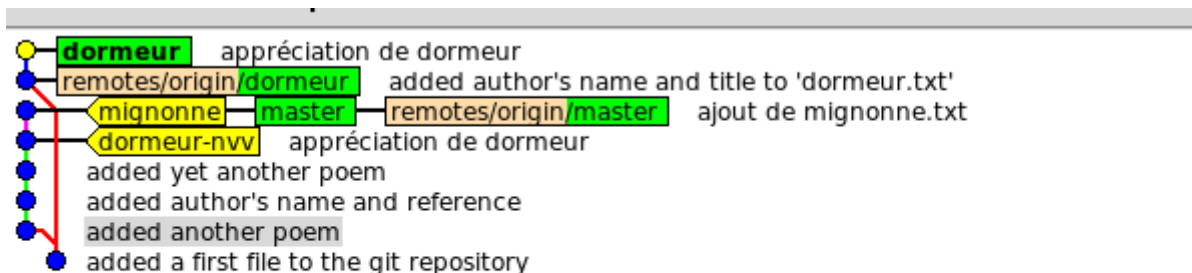 dormeur appréciation de dormeur
remotes/origin/dormeur added author's name and title to 'dormeur.txt'
mignonne master remotes/origin/master ajout de mignonne.txt
dormeur-nvv appréciation de dormeur
added yet another poem
added author's name and reference
added another poem
added a first file to the git repository